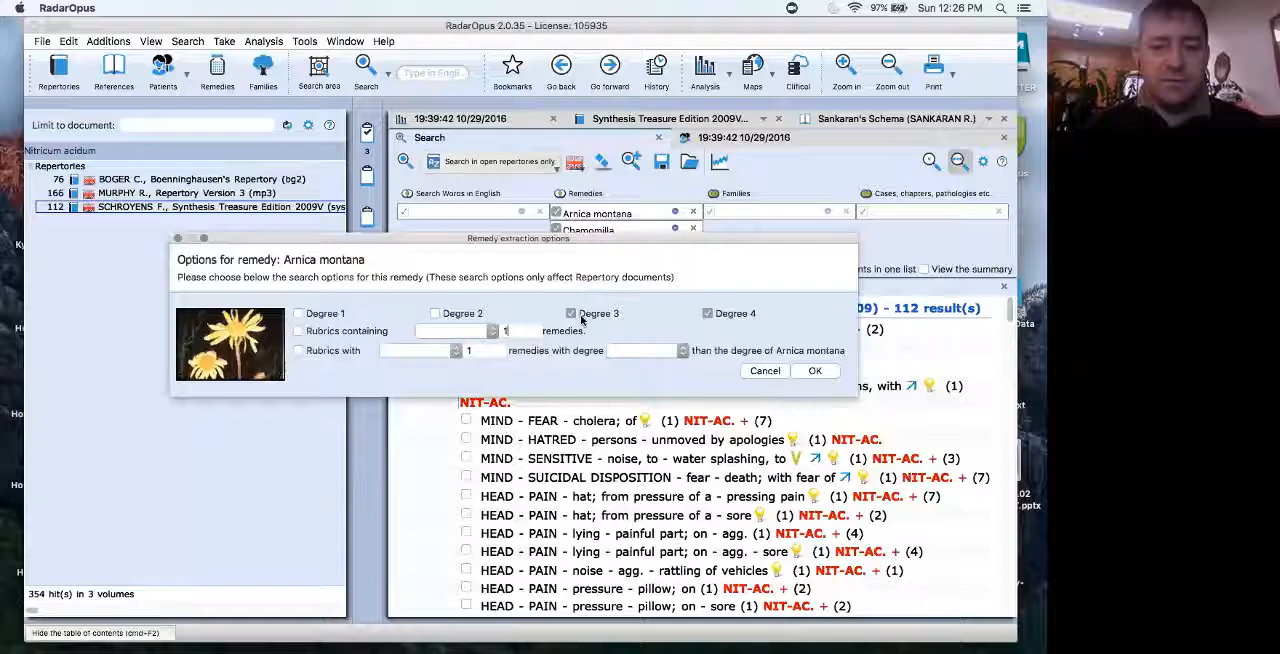 RadarOpus
97%
Sun 12:26 PM
RadarOpus 2.0.35 - License: 105935
File Edit Additions View Search Take Analysis Tools Window Help
Type in Engli
Repertories References Patients Remedies Families Search area Search Bookmarks Go back Go forward History Analysis Maps Clificol Zoom in Zoom out Print
Limit to document:
19:39:42 10/29/2016
Synthesis Treasure Edition 2009V...
Sankaran's Schema (SANKARAN R.)
Nitricum acidum
Repertories
76 BOGER C., Boenninghausen's Repertory (bg2)
166 MURPHY R., Repertory Version 3 (mp3)
112 SCHROYENS F., Synthesis Treasure Edition 2009V (sys
3
Search
19:39:42 10/29/2016
Search in open repertories only
Search Words in English
Remedies
Families
Cases, chapters, pathologies etc.
Arnica montana
Chamomilla
Remedy extraction options
Options for remedy: Arnica montana
Please choose below the search options for this remedy (These search options only affect Repertory documents)
Degree 1 Degree 2 Degree 3 Degree 4
Rubrics containing 1 remedies.
Rubrics with 1 remedies with degree than the degree of Arnica montana
Cancel OK
nts in one list View the summary
09) - 112 result(s)
(2)
ns, with (1)
NIT-AC.
MIND - FEAR - cholera; of (1) NIT-AC. + (7)
MIND - HATRED - persons - unmoved by apologies (1) NIT-AC.
MIND - SENSITIVE - noise, to - water splashing, to (1) NIT-AC. + (3)
MIND - SUICIDAL DISPOSITION - fear - death; with fear of (1) NIT-AC. + (7)
HEAD - PAIN - hat; from pressure of a - pressing pain (1) NIT-AC. + (7)
HEAD - PAIN - hat; from pressure of a - sore (1) NIT-AC. + (2)
HEAD - PAIN - lying - painful part; on - agg. (1) NIT-AC. + (4)
HEAD - PAIN - lying - painful part; on - agg. - sore (1) NIT-AC. + (4)
HEAD - PAIN - noise - agg. - rattling of vehicles (1) NIT-AC. + (1)
HEAD - PAIN - pressure - pillow; on (1) NIT-AC. + (2)
HEAD - PAIN - pressure - pillow; on - sore (1) NIT-AC. + (2)
354 hit(s) in 3 volumes
Hide the table of contents (cmd+F2)
Data
xt
.02
.pptx